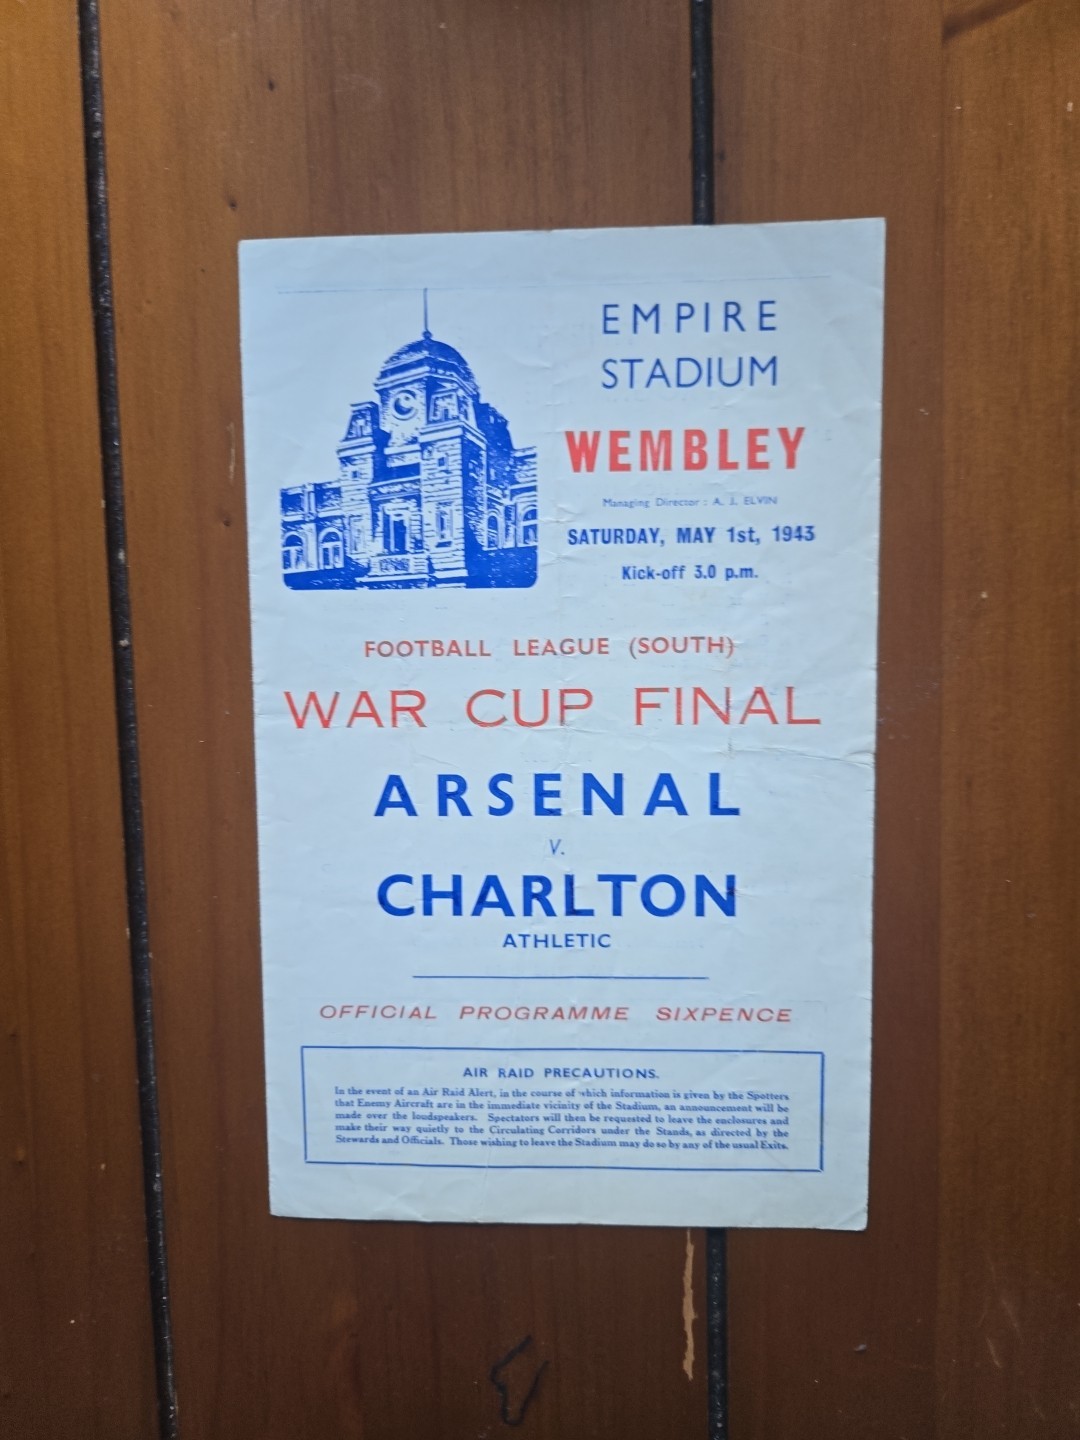 EMPIRE
STADIUM
WEMBLEY
Managing Director : A. J. ELVIN
SATURDAY, MAY 1st, 1943
Kick-off 3.0 p.m.
FOOTBALL LEAGUE (SOUTH)
WAR CUP FINAL
ARSENAL
V.
CHARLTON
ATHLETIC
OFFICIAL PROGRAMME SIXPENCE
AIR RAID PRECAUTIONS.
In the event of an Air Raid Alert, in the course of which information is given by the Spotters
that Enemy Aircraft are in the immediate vicinity of the Stadium, an announcement will be
made over the loudspeakers. Spectators will then be requested to leave the enclosures and
make their way quietly to the Circulating Corridors under the Stands, as directed by the
Stewards and Officials. Those wishing to leave the Stadium may do so by any of the usual Exits.